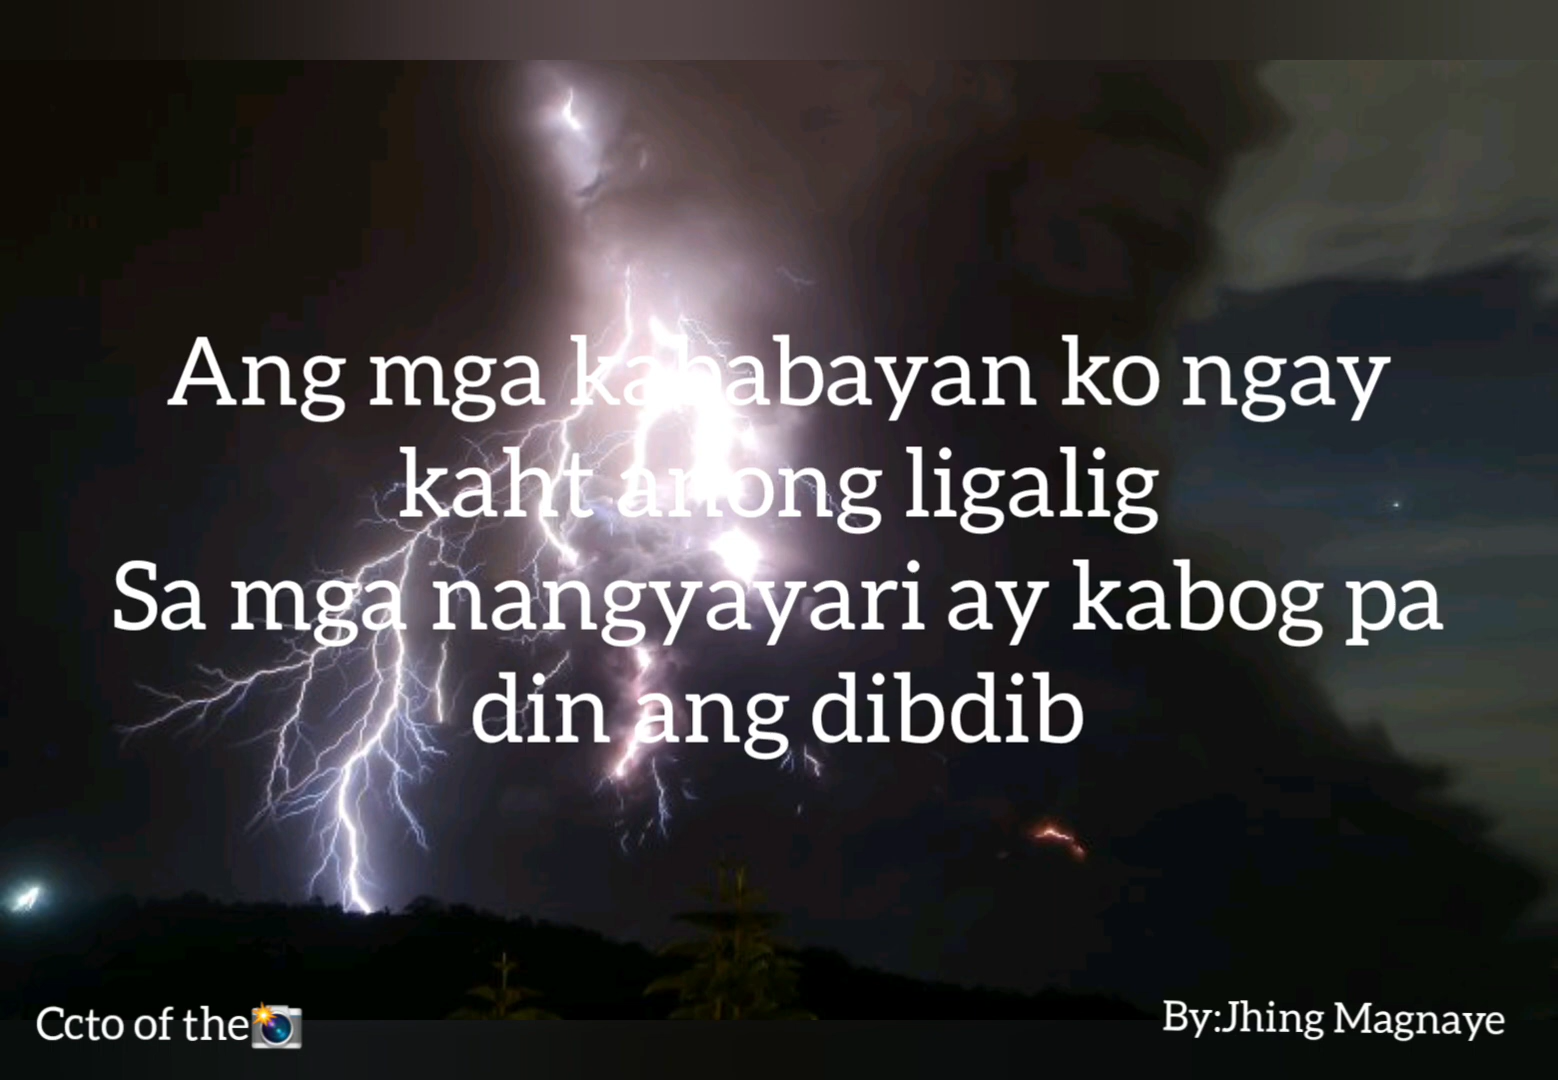 Ang mga kababayan ko ngay
kaht anong ligalig
Sa mga nangyayari ay kabog pa
din ang dibdib
Ccto of the📸
By:Jhing Magnaye